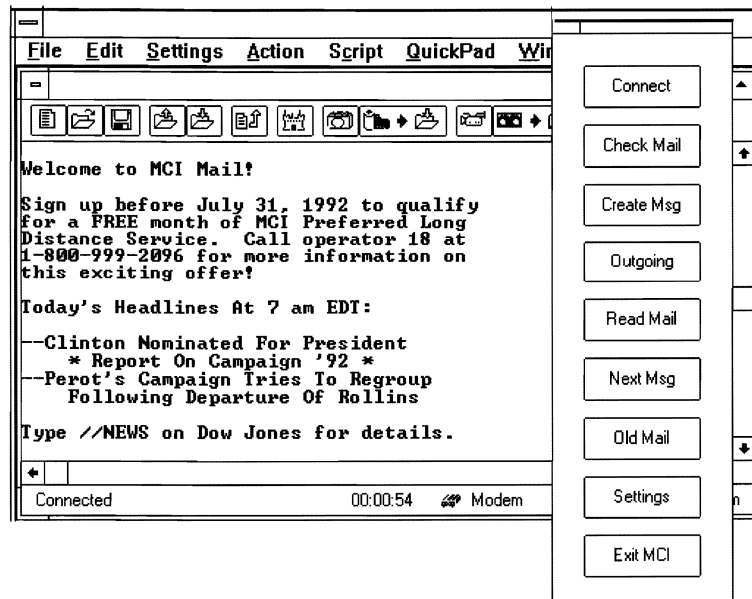 File Edit Settings Action Script QuickPad Wir
Welcome to MCI Mail!
Sign up before July 31, 1992 to qualify
for a FREE month of MCI Preferred Long
Distance Service. Call operator 18 at
1-800-999-2096 for more information on
this exciting offer!
Today's Headlines At 7 am EDT:
--Clinton Nominated For President
* Report On Campaign '92 *
--Perot's Campaign Tries To Regroup
Following Departure Of Rollins
Type //NEWS on Dow Jones for details.
Connected 00:00:54 Modem
Connect
Check Mail
Create Msg
Outgoing
Read Mail
Next Msg
Old Mail
Settings
Exit MCI